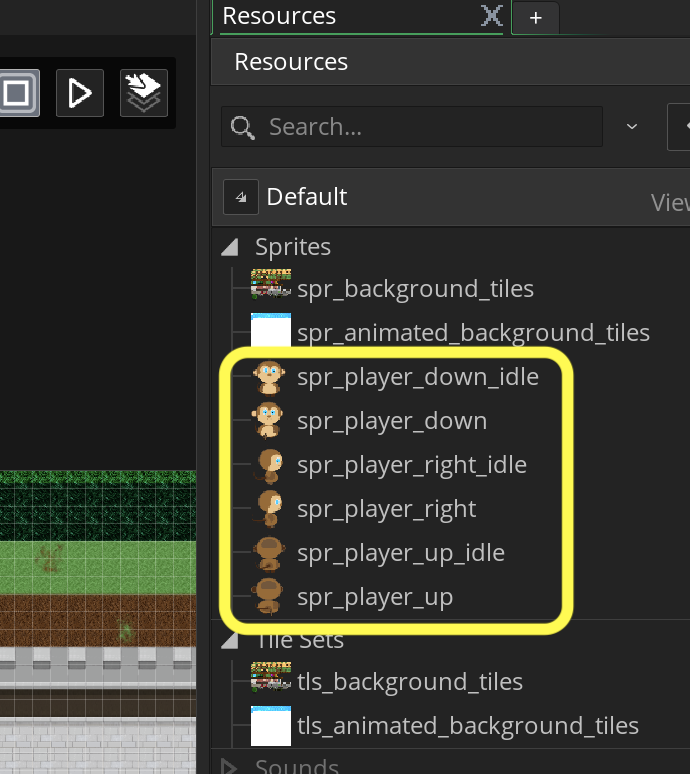 Resources
+
Resources
Search...
Default
View
Sprites
spr_background_tiles
spr_animated_background_tiles
spr_player_down_idle
spr_player_down
spr_player_right_idle
spr_player_right
spr_player_up_idle
spr_player_up
Tile Sets
tls_background_tiles
tls_animated_background_tiles
Sounds